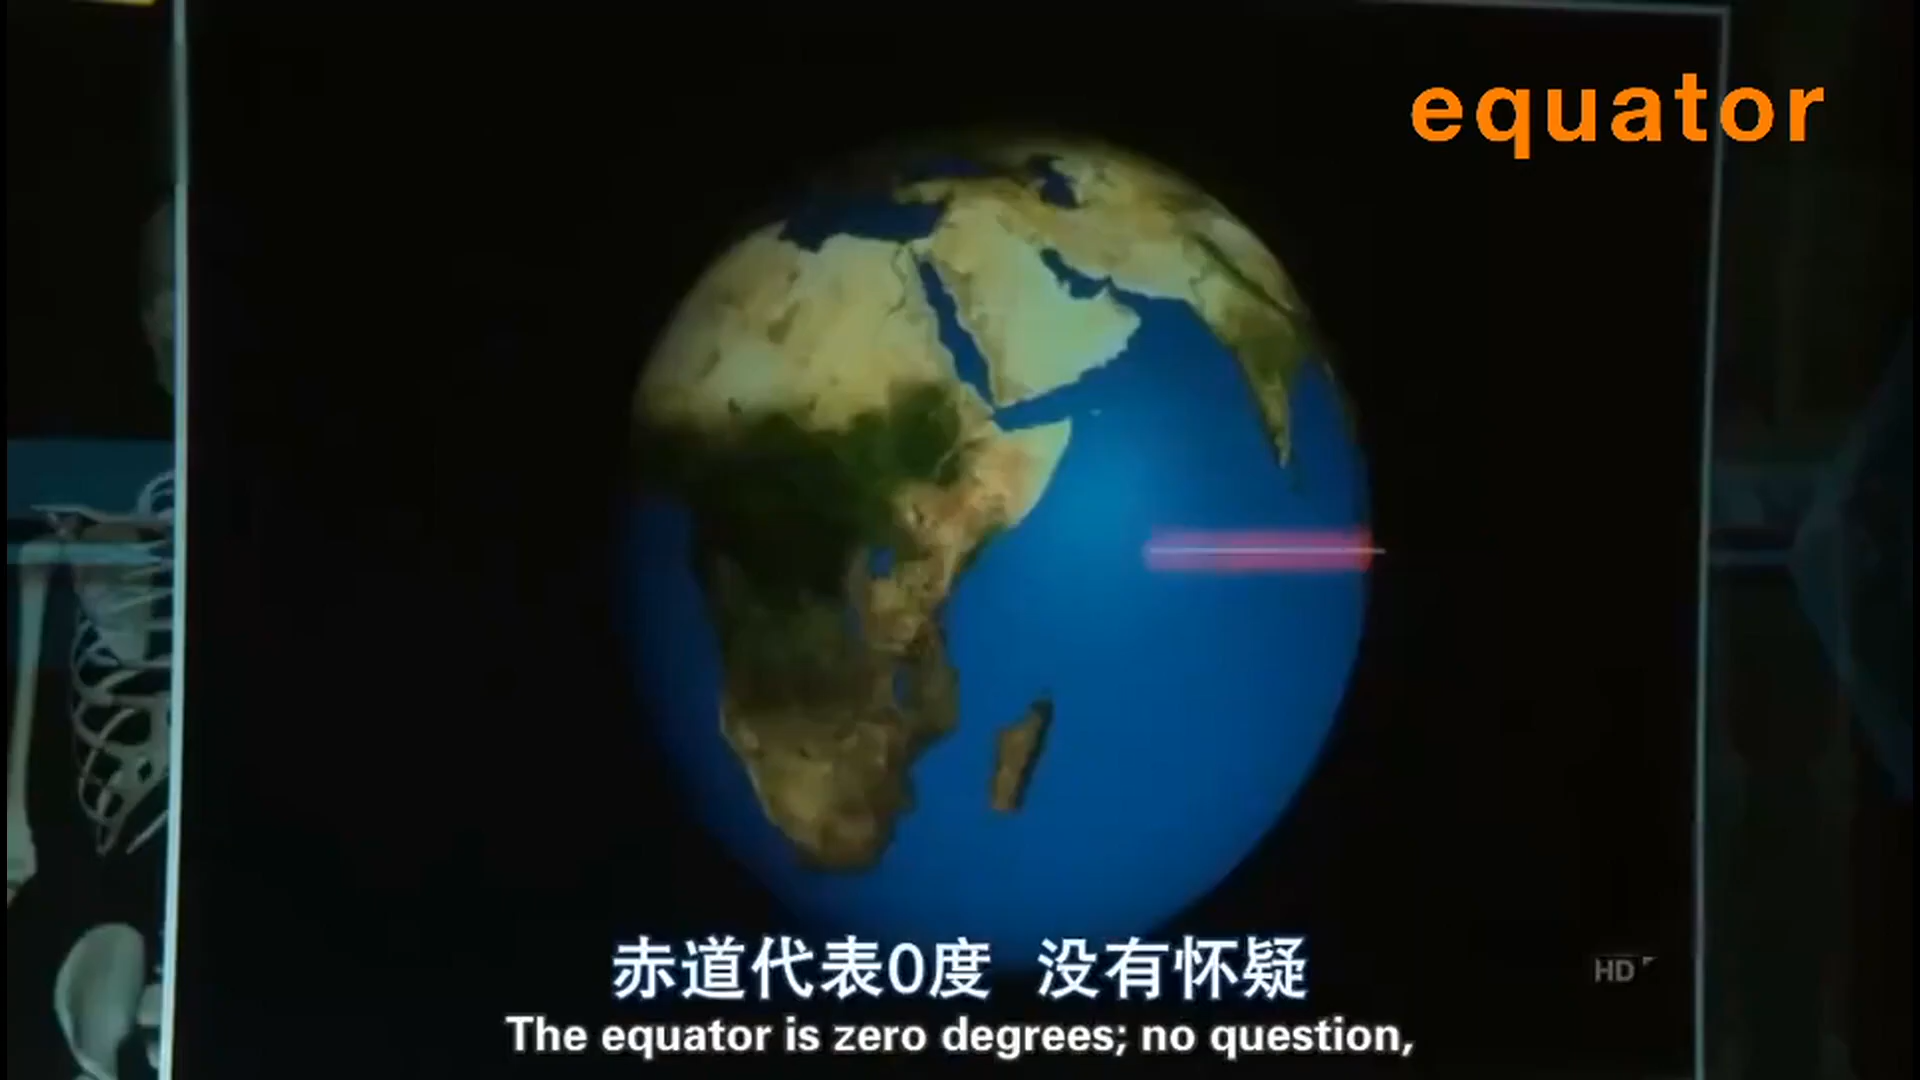 equator
赤道代表0度 没有怀疑
HD
The equator is zero degrees; no question,